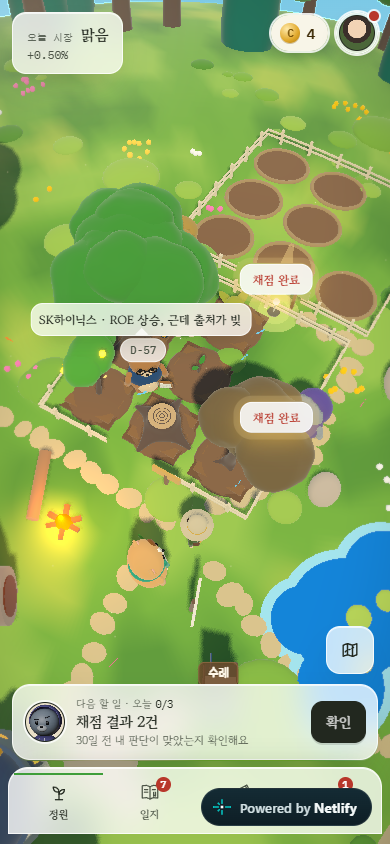 오늘 시장 맑음
+0.50%
C 4
채점 완료
SK하이닉스 · ROE 상승, 근데 출처가 빚
D-57
채점 완료
수레
다음 할 일 · 오늘 0/3
채점 결과 2건
30일 전 내 판단이 맞았는지 확인해요
확인
7
1
정원
일지
Powered by Netlify